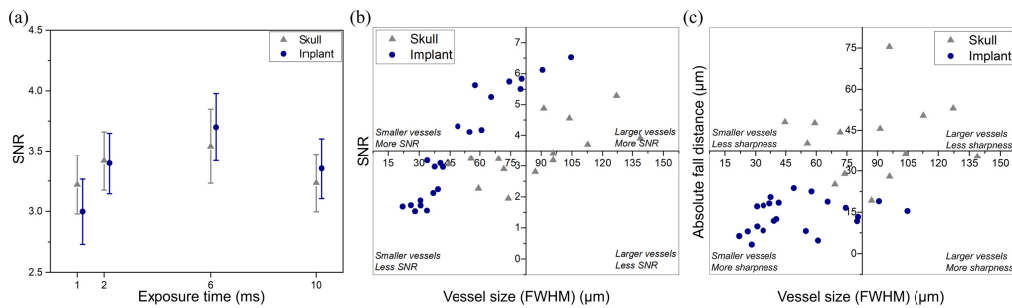 (a)
4.5
4.0
3.5
3.0
2.5
SNR
1 2 6 10
Exposure time (ms)
Skull
Implant
(b)
SNR
Skull
Implant
7
6
5
4
3
2
1
0
Smaller vessels
More SNR
Larger vessels
More SNR
15 30 45 60 75 90 105 120 135 150
Smaller vessels
Less SNR
Larger vessels
Less SNR
Vessel size (FWHM) (μm)
(c)
Absolute fall distance (μm)
Skull
Implant
75
60
45
30
15
0
Smaller vessels
Less sharpness
Larger vessels
Less sharpness
15 30 45 60 75 90 105 120 135 150
Smaller vessels
More sharpness
Larger vessels
More sharpness
Vessel size (FWHM) (μm)